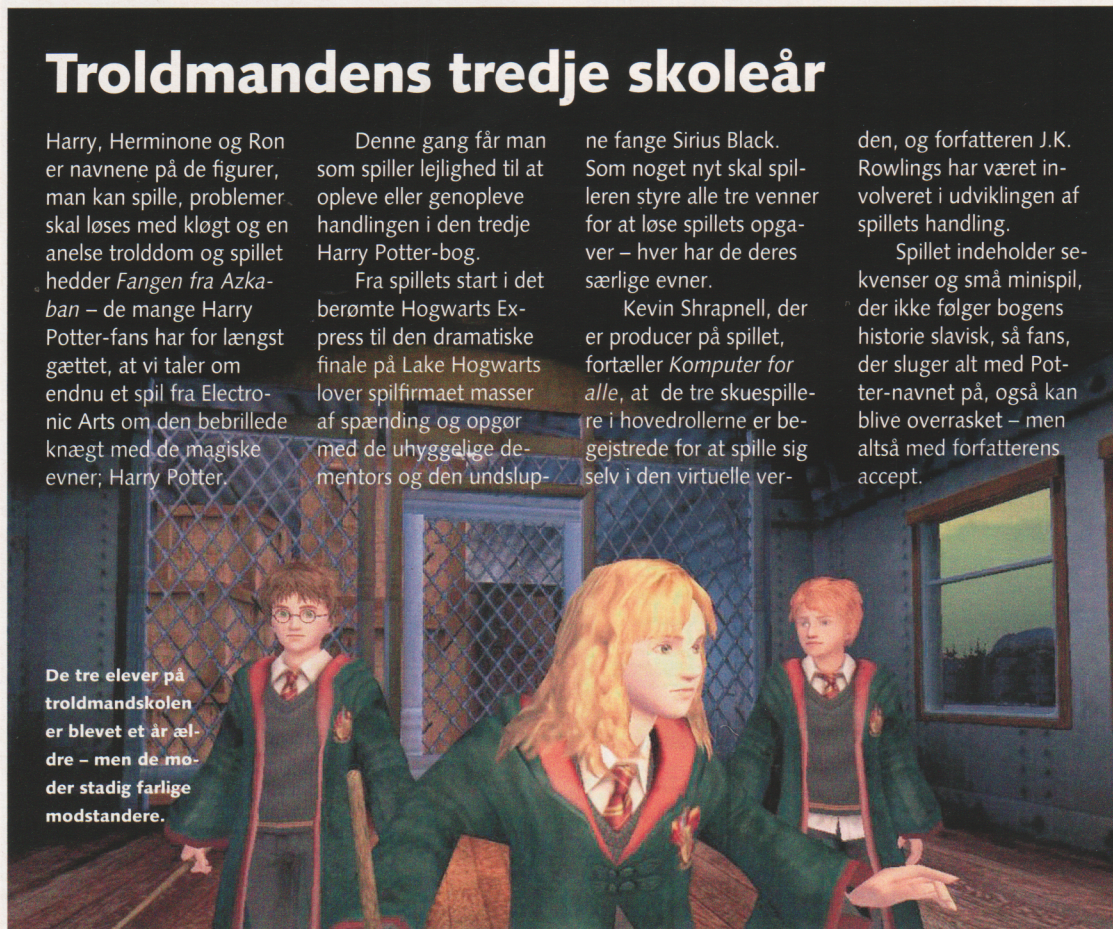 Troldmandens tredje skoleår
Harry, Herminone og Ron
er navnene på de figurer,
man kan spille, problemer
skal løses med kløgt og en
anelse trolddom og spillet
hedder Fangen fra Azka-
ban – de mange Harry
Potter-fans har for længst
gættet, at vi taler om
endnu et spil fra Electro-
nic Arts om den bebrillede
knægt med de magiske
evner; Harry Potter.
Denne gang får man
som spiller lejlighed til at
opleve eller genopleve
handlingen i den tredje
Harry Potter-bog.
Fra spillets start i det
berømte Hogwarts Ex-
press til den dramatiske
finale på Lake Hogwarts
lover spilfirmaet masser
af spænding og opgør
med de uhyggelige de-
mentors og den undslup-
ne fange Sirius Black.
Som noget nyt skal spil-
leren styre alle tre venner
for at løse spillets opga-
ver – hver har de deres
særlige evner.
Kevin Shrapnell, der
er producer på spillet,
fortæller Komputer for
alle, at de tre skuespille-
re i hovedrollerne er be-
gejstrede for at spille sig
selv i den virtuelle ver-
den, og forfatteren J.K.
Rowlings har været in-
volveret i udviklingen af
spillets handling.
Spillet indeholder se-
kvenser og små minispil,
der ikke følger bogens
historie slavisk, så fans,
der sluger alt med Pot-
ter-navnet på, også kan
blive overrasket – men
altså med forfatterens
accept.
De tre elever på
troldmandskolen
er blevet et år æl-
dre – men de mø-
der stadig farlige
modstandere.